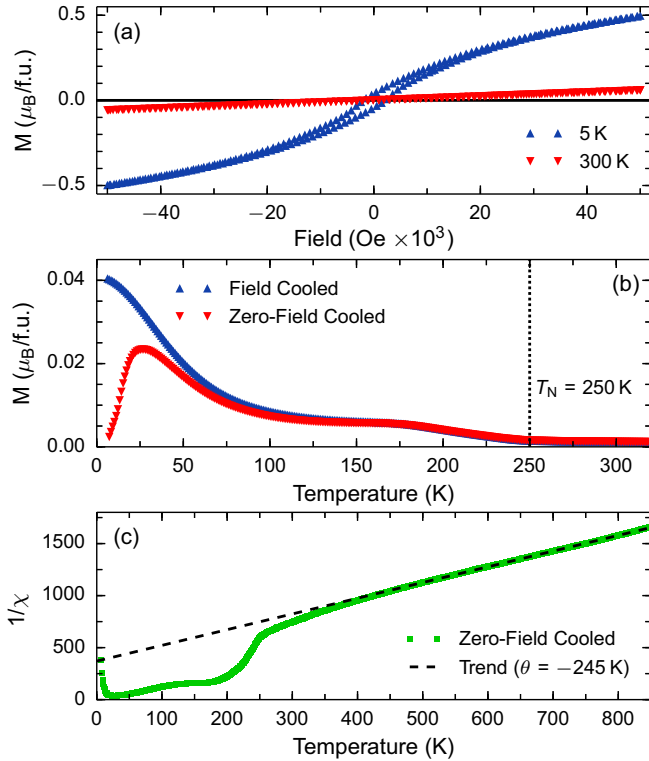 (a)
M (μB/f.u.)
0.5
0.0
−0.5
5 K
300 K
−40 −20 0 20 40
Field (Oe ×10³)
(b)
M (μB/f.u.)
0.04
0.02
0.00
Field Cooled
Zero-Field Cooled
TN = 250 K
0 50 100 150 200 250 300
Temperature (K)
(c)
1/χ
1500
1000
500
0
Zero-Field Cooled
Trend (θ = −245 K)
0 100 200 300 400 500 600 700 800
Temperature (K)